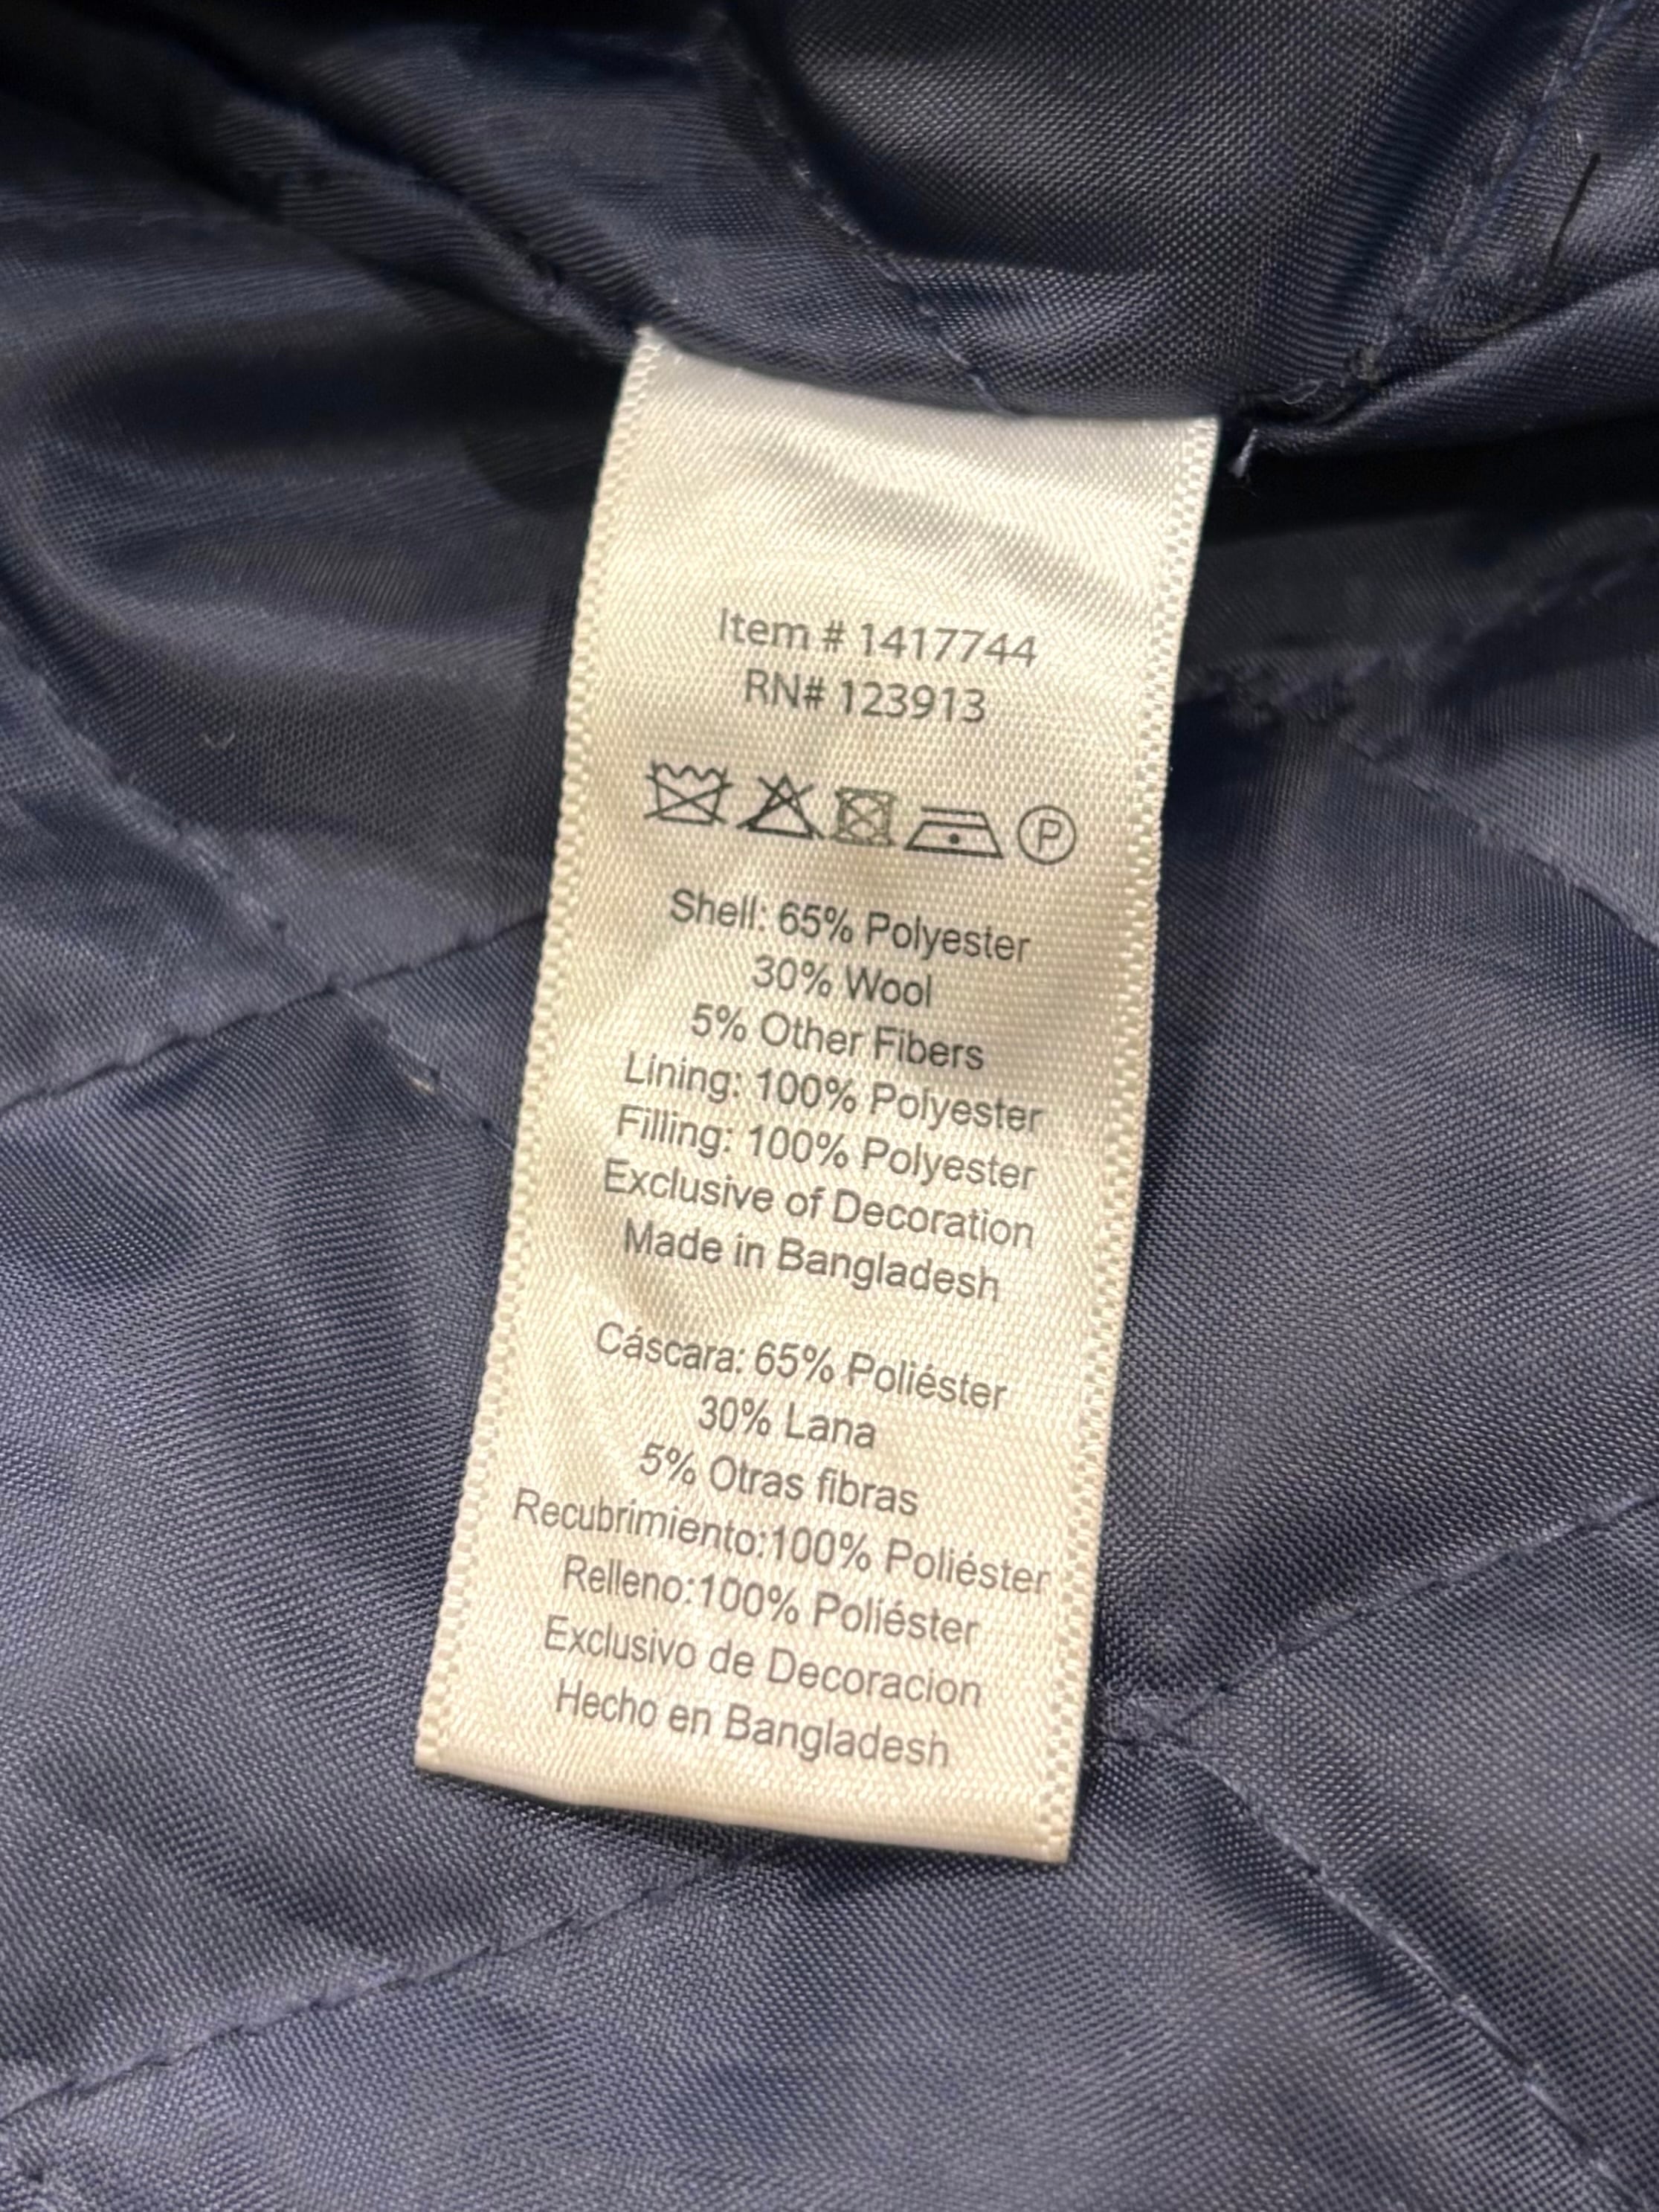 Item # 1417744
RN# 123913
P
Shell: 65% Polyester
30% Wool
5% Other Fibers
Lining: 100% Polyester
Filling: 100% Polyester
Exclusive of Decoration
Made in Bangladesh
Cáscara: 65% Poliéster
30% Lana
5% Otras fibras
Recubrimiento:100% Poliéster
Relleno:100% Poliéster
Exclusivo de Decoracion
Hecho en Bangladesh